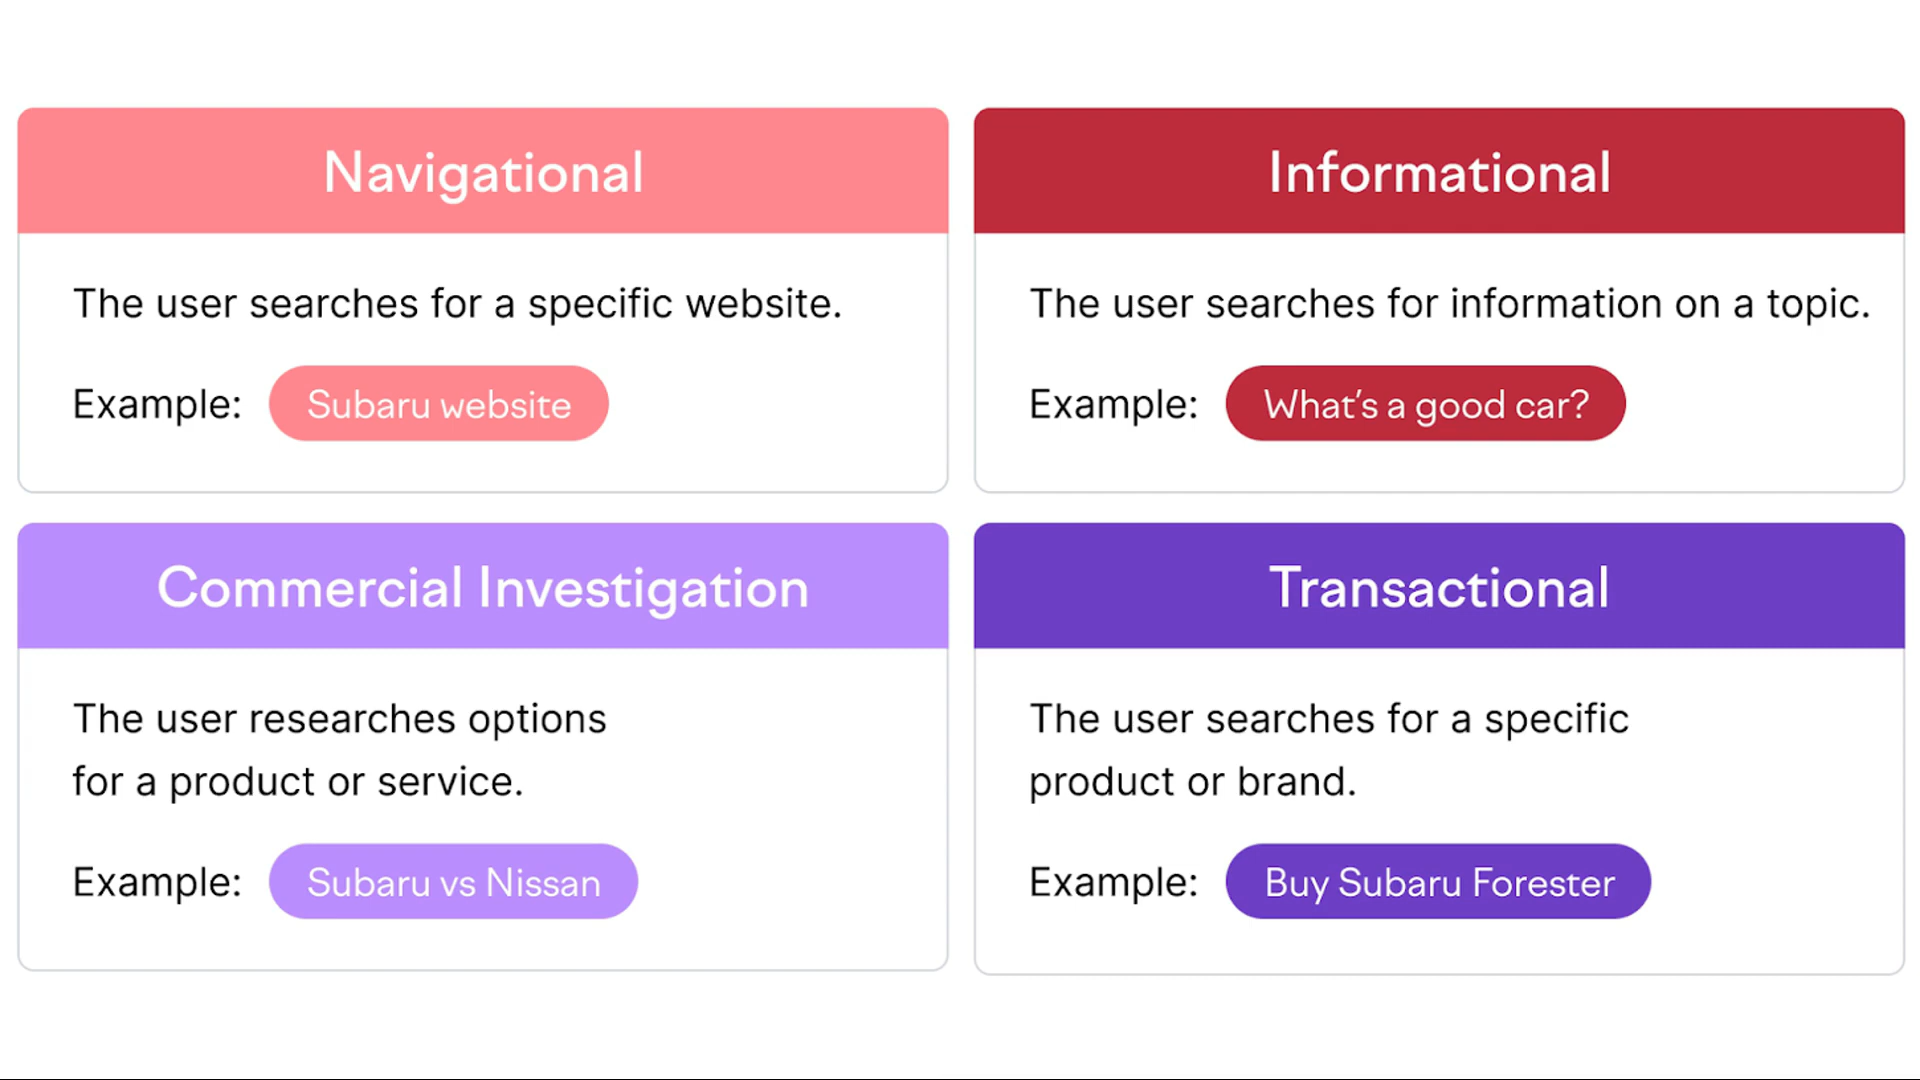 Navigational
The user searches for a specific website.
Example: Subaru website
Informational
The user searches for information on a topic.
Example: What's a good car?
Commercial Investigation
The user researches options
for a product or service.
Example: Subaru vs Nissan
Transactional
The user searches for a specific
product or brand.
Example: Buy Subaru Forester